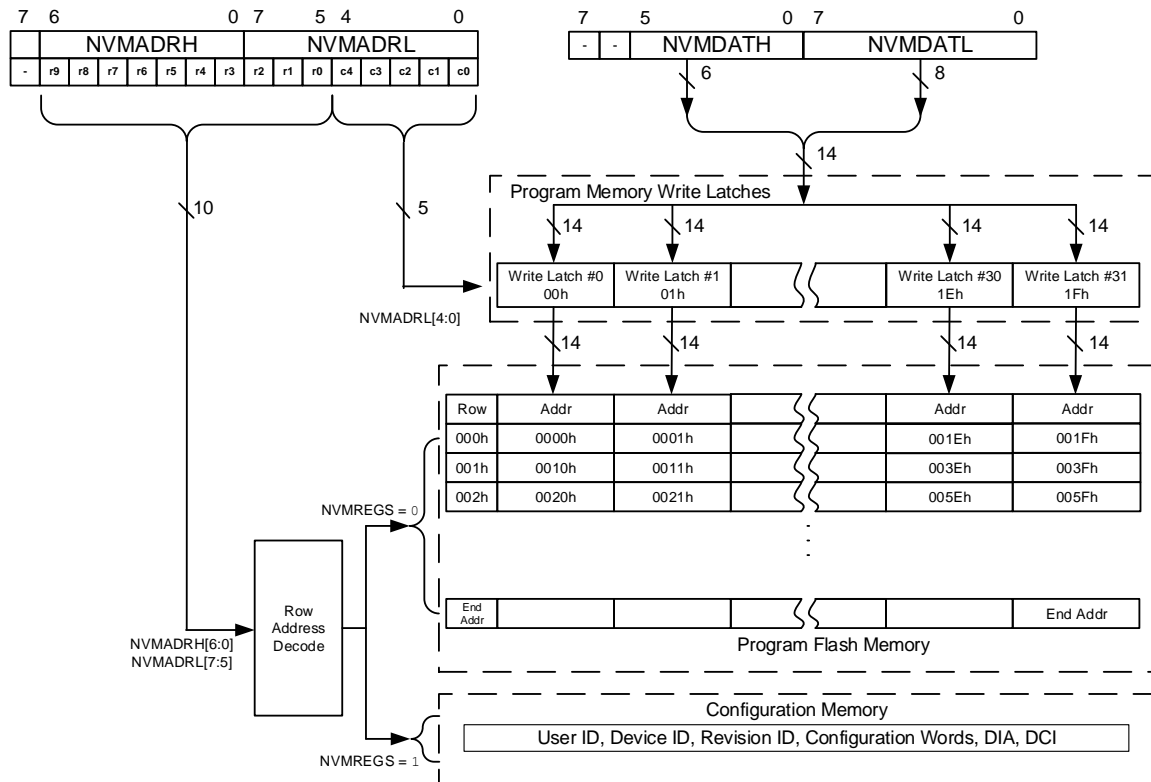 7 6 0 7 5 4 0
NVMADRH NVMADRL
- r9 r8 r7 r6 r5 r4 r3 r2 r1 r0 c4 c3 c2 c1 c0
7 5 0 7 0
- - NVMDATH NVMDATL
6 8
14
10
5
Program Memory Write Latches
14 14 14 14
Write Latch #0
00h
Write Latch #1
01h
Write Latch #30
1Eh
Write Latch #31
1Fh
NVMADRL[4:0]
14 14 14 14
Row Addr Addr Addr Addr
000h 0000h 0001h 001Eh 001Fh
001h 0010h 0011h 003Eh 003Fh
002h 0020h 0021h 005Eh 005Fh
NVMREGS = 0
End
Addr
End Addr
Program Flash Memory
Row
Address
Decode
NVMADRH[6:0]
NVMADRL[7:5]
Configuration Memory
User ID, Device ID, Revision ID, Configuration Words, DIA, DCI
NVMREGS = 1